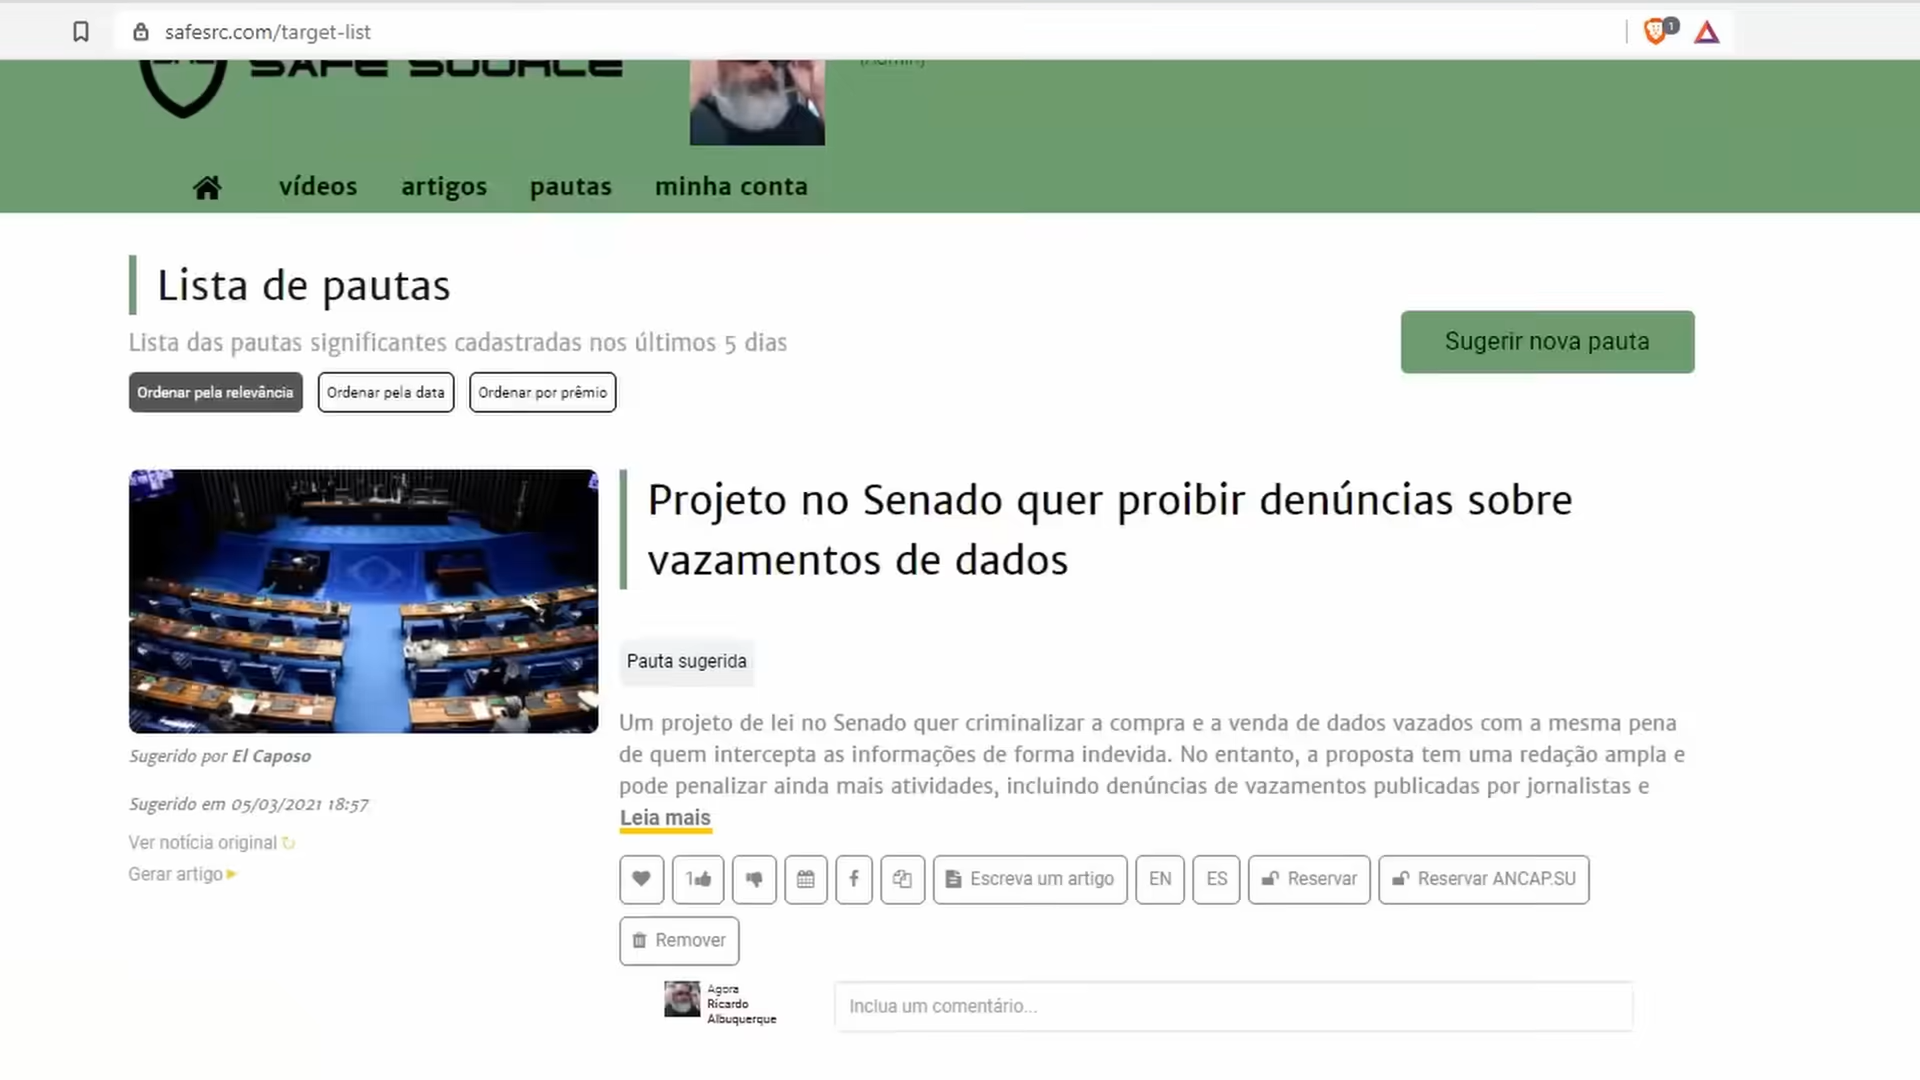 safesrc.com/target-list
1
SAFE SOURCE
(Admin)
vídeos artigos pautas minha conta
Lista de pautas
Lista das pautas significantes cadastradas nos últimos 5 dias
Sugerir nova pauta
Ordenar pela relevância Ordenar pela data Ordenar por prêmio
Projeto no Senado quer proibir denúncias sobre
vazamentos de dados
Pauta sugerida
Um projeto de lei no Senado quer criminalizar a compra e a venda de dados vazados com a mesma pena
de quem intercepta as informações de forma indevida. No entanto, a proposta tem uma redação ampla e
pode penalizar ainda mais atividades, incluindo denúncias de vazamentos publicadas por jornalistas e
Leia mais
Sugerido por El Caposo
Sugerido em 05/03/2021 18:57
Ver notícia original
Gerar artigo
1 Escreva um artigo EN ES Reservar Reservar ANCAP.SU
Remover
Agora
Ricardo
Albuquerque
Inclua um comentário...